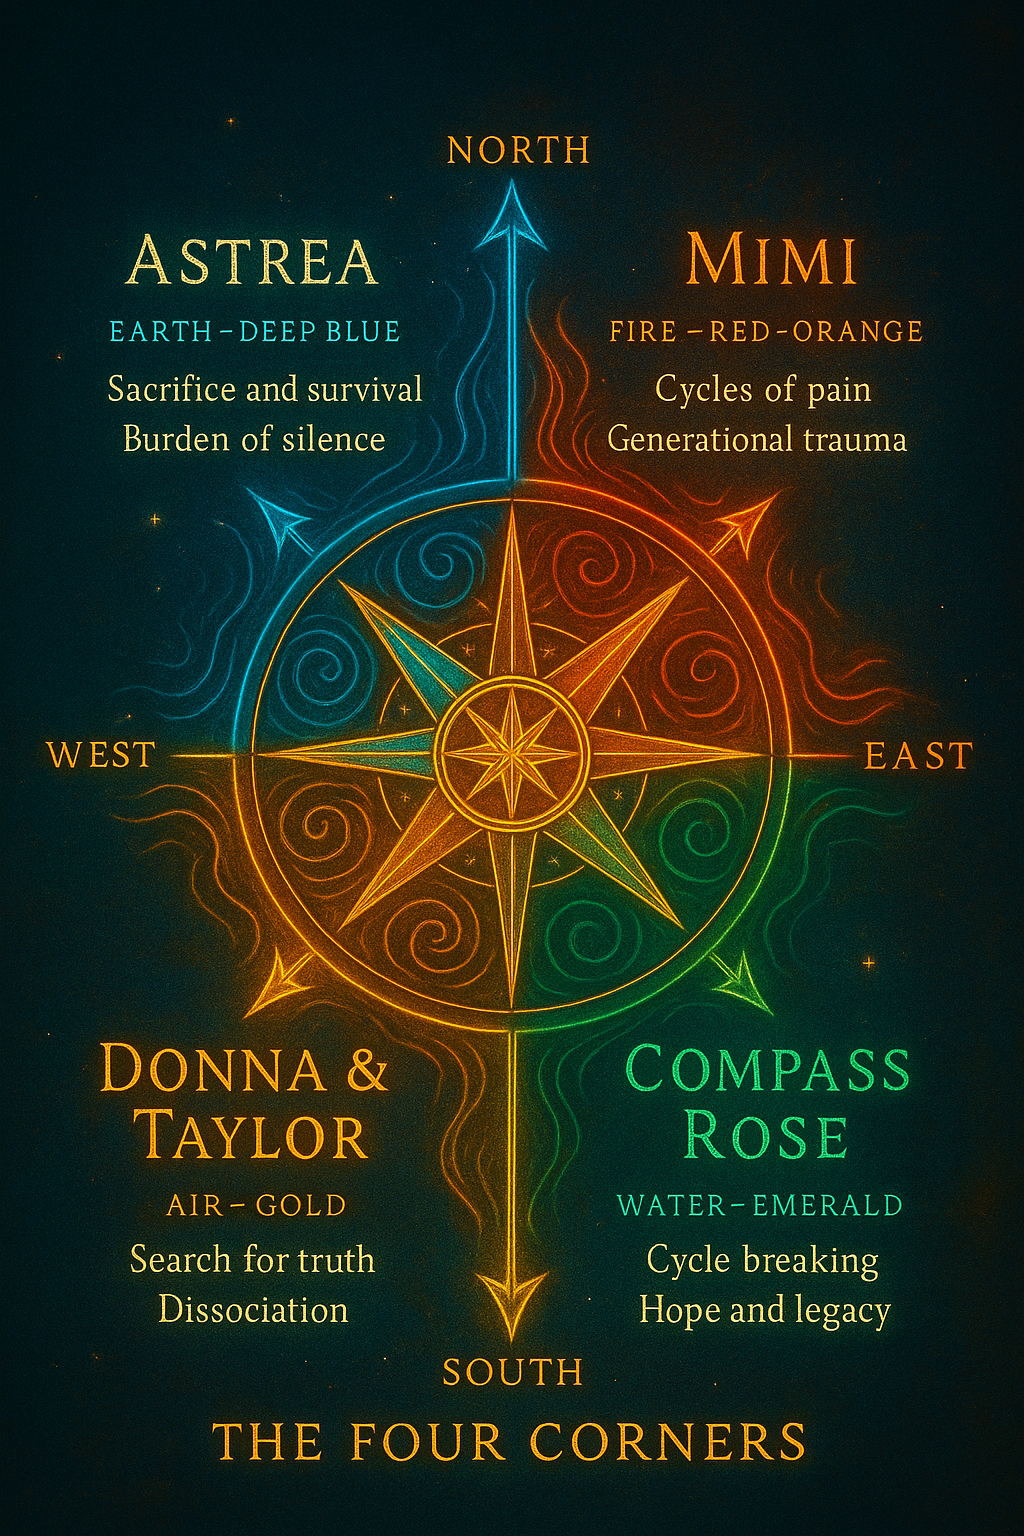 NORTH
ASTREA
EARTH – DEEP BLUE
Sacrifice and survival
Burden of silence
MIMI
FIRE – RED - ORANGE
Cycles of pain
Generational trauma
WEST
EAST
DONNA &
TAYLOR
AIR – GOLD
Search for truth
Dissociation
COMPASS
ROSE
WATER – EMERALD
Cycle breaking
Hope and legacy
SOUTH
THE FOUR CORNERS